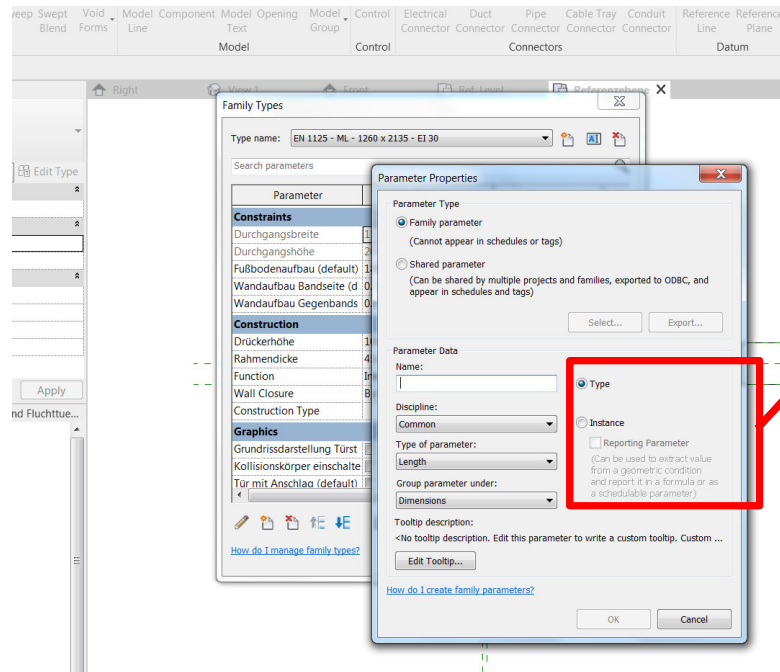 Swept Void Model Component Model Opening Model Control Electrical Duct Pipe Cable Tray Conduit Reference Reference
Blend Forms Line Text Group Connector Connector Connector Connector Connector Line Plane
Model Control Connectors Datum
Right View 1 Front Ref. Level Referenzebene
Edit Type
Apply
nd Fluchttue...
Family Types
Type name: EN 1125 - ML - 1260 x 2135 - EI 30
Search parameters
Parameter
Constraints
Durchgangsbreite
Durchgangshöhe
Fußbodenaufbau (default)
Wandaufbau Bandseite (d
Wandaufbau Gegenbands
Construction
Drückerhöhe
Rahmendicke
Function
Wall Closure
Construction Type
Graphics
Grundrissdarstellung Türst
Kollisionskörper einschalte
Tür mit Anschlag (default)
How do I manage family types?
Parameter Properties
Parameter Type
Family parameter
(Cannot appear in schedules or tags)
Shared parameter
(Can be shared by multiple projects and families, exported to ODBC, and
appear in schedules and tags)
Select... Export...
Parameter Data
Name:
Type
Discipline:
Common
Instance
Reporting Parameter
Type of parameter:
Length
(Can be used to extract value
from a geometric condition
and report it in a formula or as
a schedulable parameter)
Group parameter under:
Dimensions
Tooltip description:
<No tooltip description. Edit this parameter to write a custom tooltip. Custom ...
Edit Tooltip...
How do I create family parameters?
OK Cancel